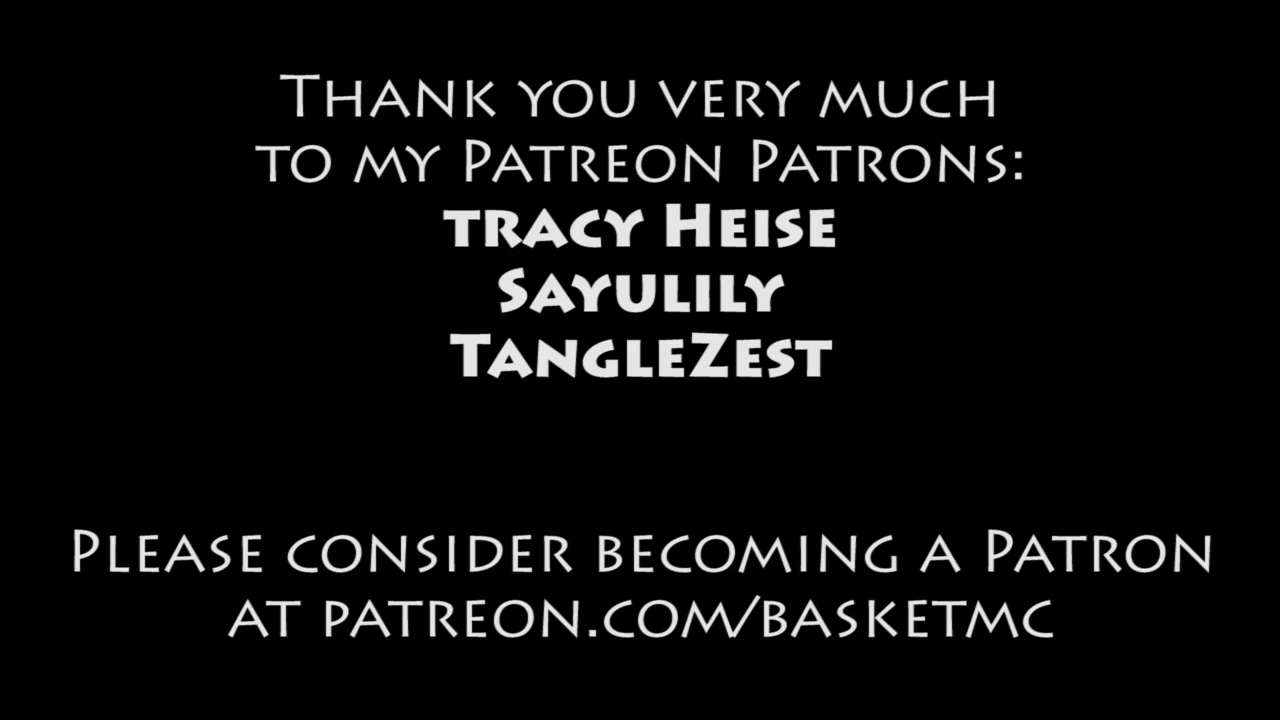 Thank you very much
to my Patreon Patrons:
tracy Heise
Sayulily
TangleZest
Please consider becoming a Patron
at patreon.com/basketmc